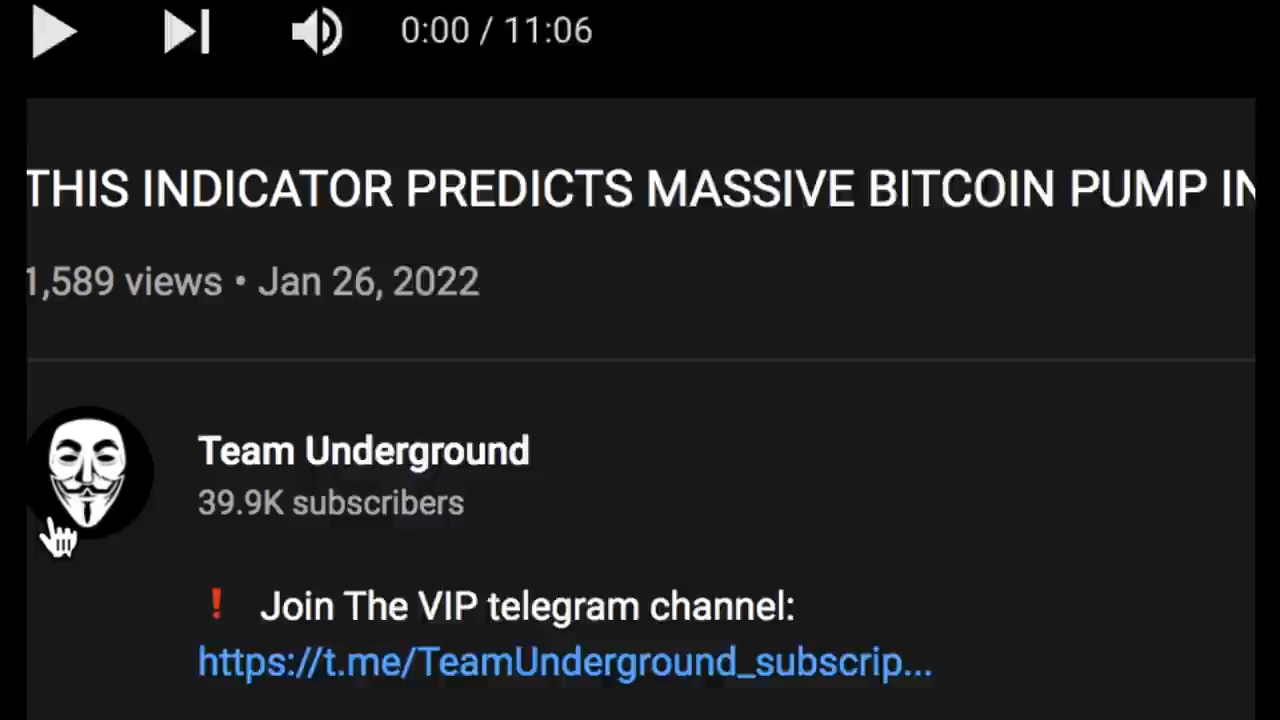 0:00 / 11:06
THIS INDICATOR PREDICTS MASSIVE BITCOIN PUMP IN
1,589 views • Jan 26, 2022
Team Underground
39.9K subscribers
❗ Join The VIP telegram channel:
https://t.me/TeamUnderground_subscrip...